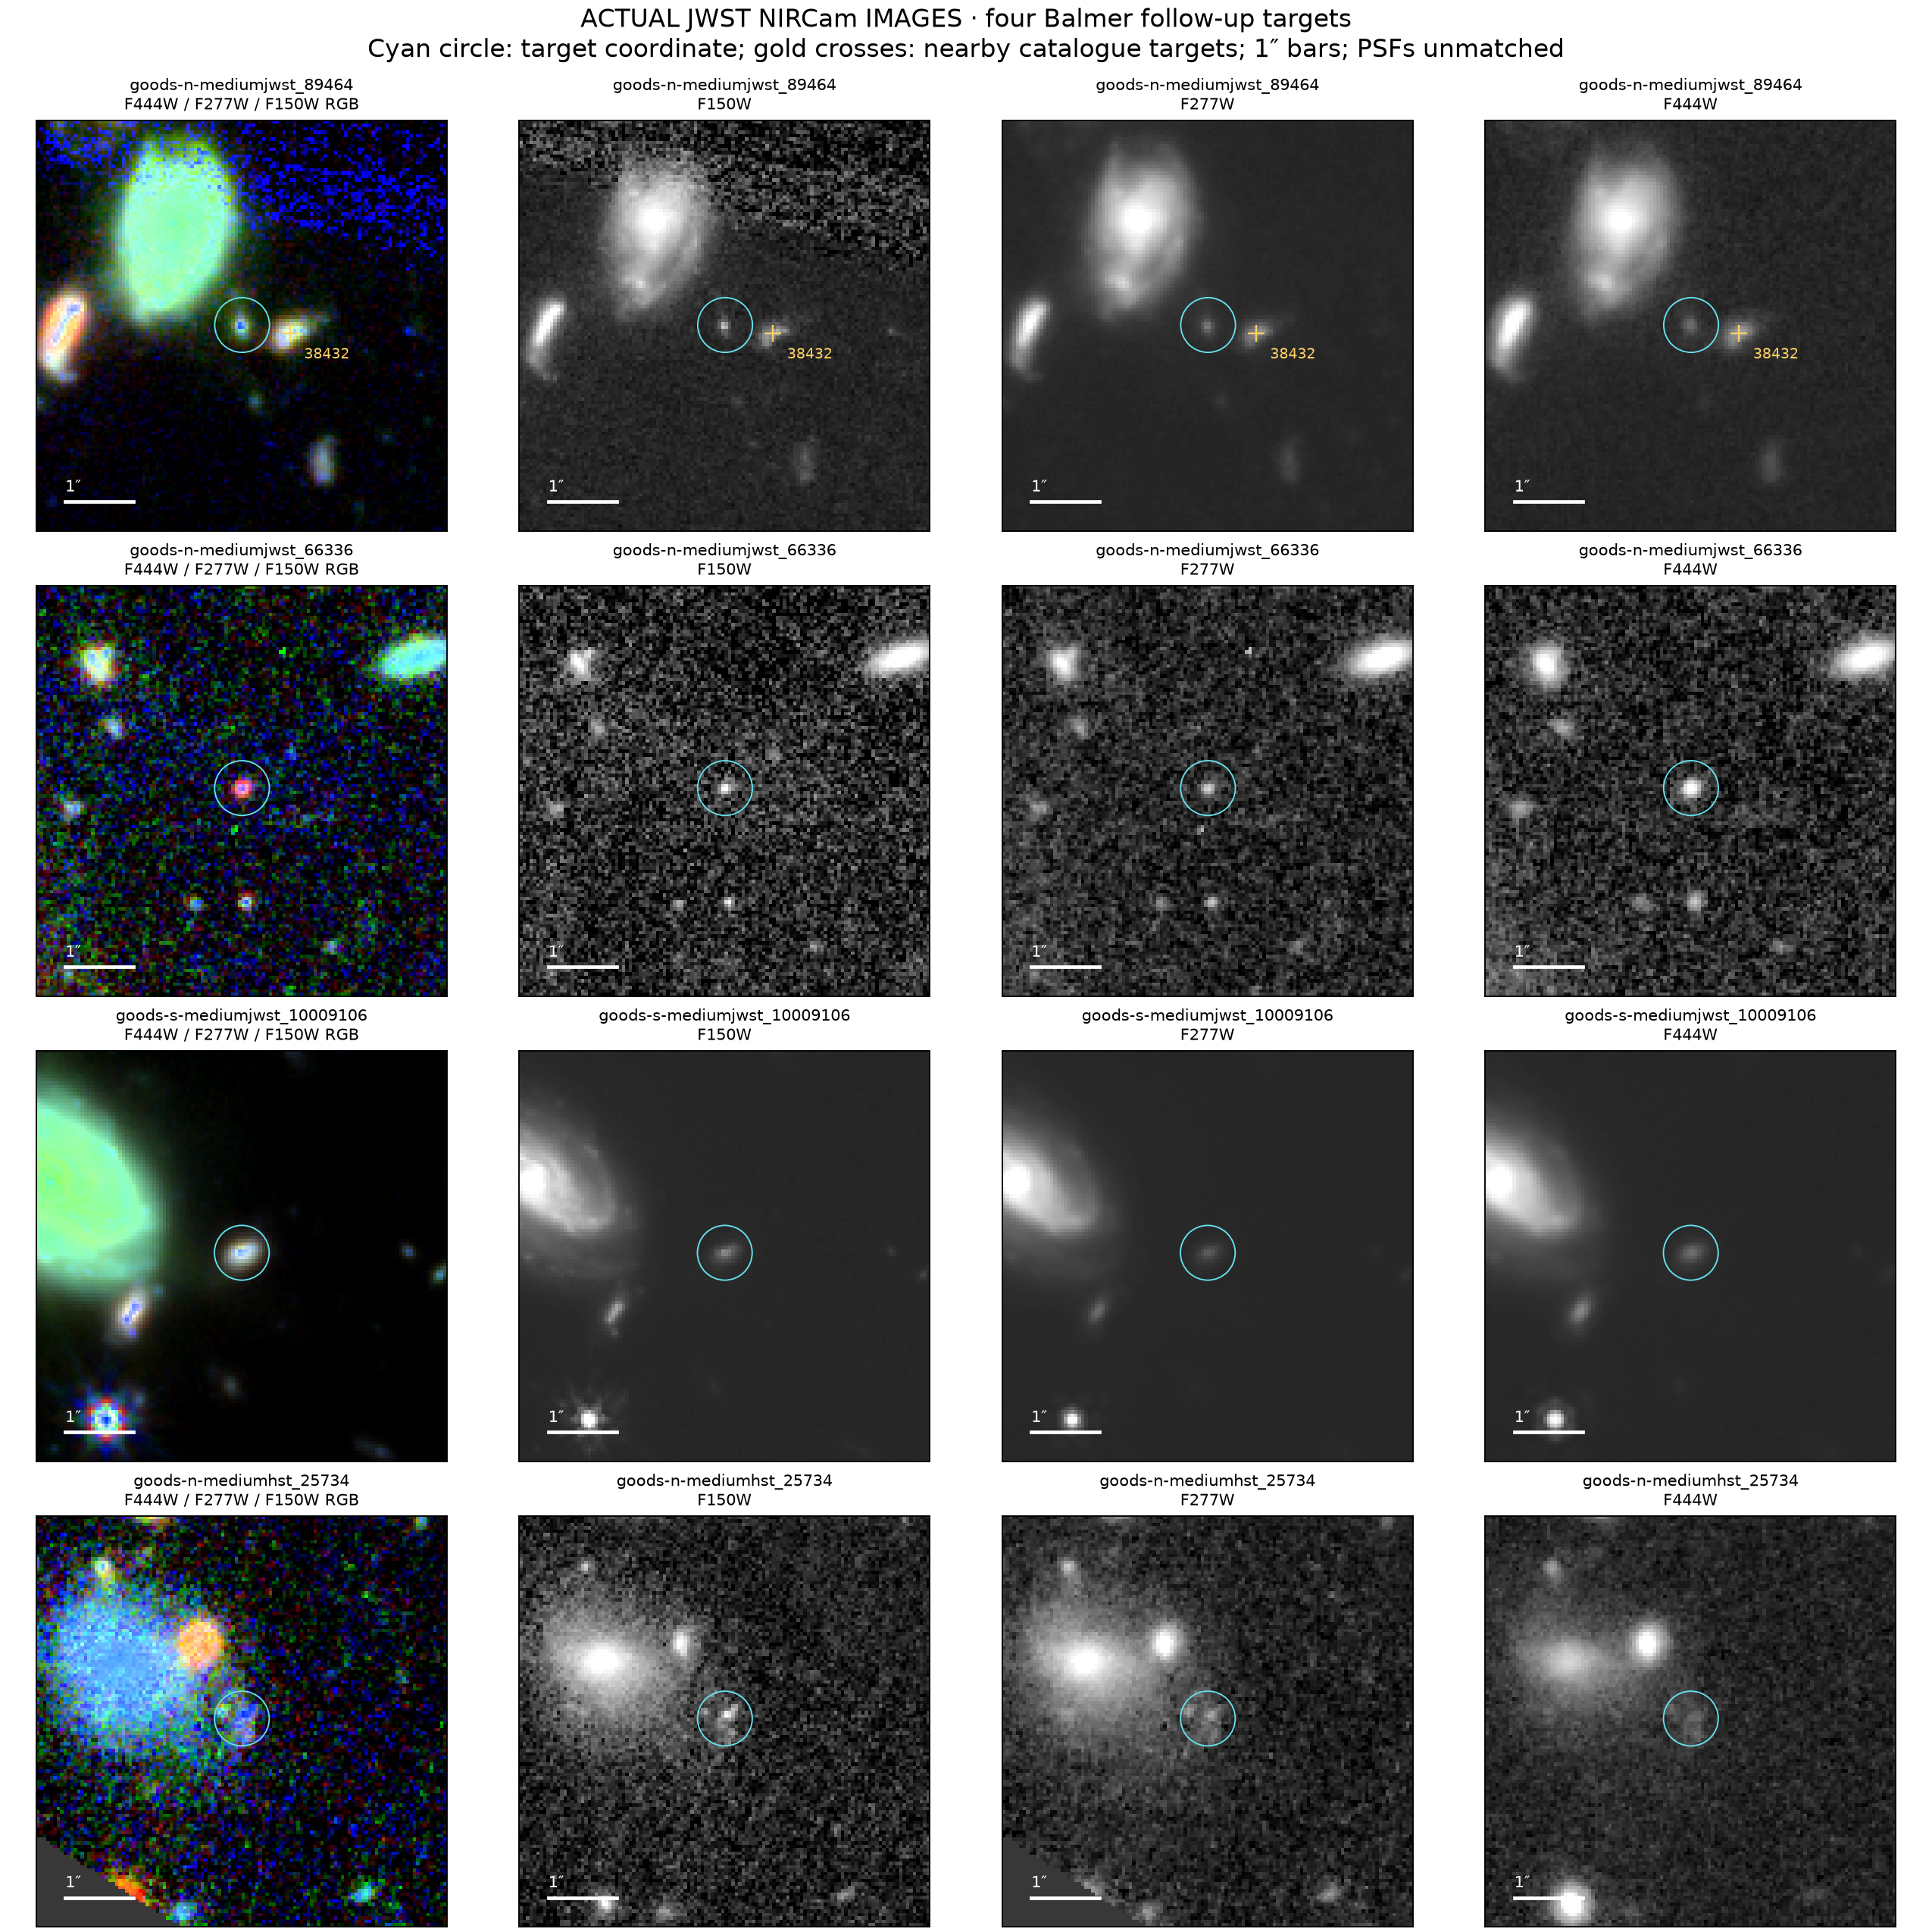 ACTUAL JWST NIRCam IMAGES · four Balmer follow-up targets
Cyan circle: target coordinate; gold crosses: nearby catalogue targets; 1″ bars; PSFs unmatched
goods-n-mediumjwst_89464
F444W / F277W / F150W RGB
goods-n-mediumjwst_89464
F150W
goods-n-mediumjwst_89464
F277W
goods-n-mediumjwst_89464
F444W
38432
1″
38432
1″
38432
1″
38432
1″
goods-n-mediumjwst_66336
F444W / F277W / F150W RGB
goods-n-mediumjwst_66336
F150W
goods-n-mediumjwst_66336
F277W
goods-n-mediumjwst_66336
F444W
1″
1″
1″
1″
goods-s-mediumjwst_10009106
F444W / F277W / F150W RGB
goods-s-mediumjwst_10009106
F150W
goods-s-mediumjwst_10009106
F277W
goods-s-mediumjwst_10009106
F444W
1″
1″
1″
1″
goods-n-mediumhst_25734
F444W / F277W / F150W RGB
goods-n-mediumhst_25734
F150W
goods-n-mediumhst_25734
F277W
goods-n-mediumhst_25734
F444W
1″
1″
1″
1″